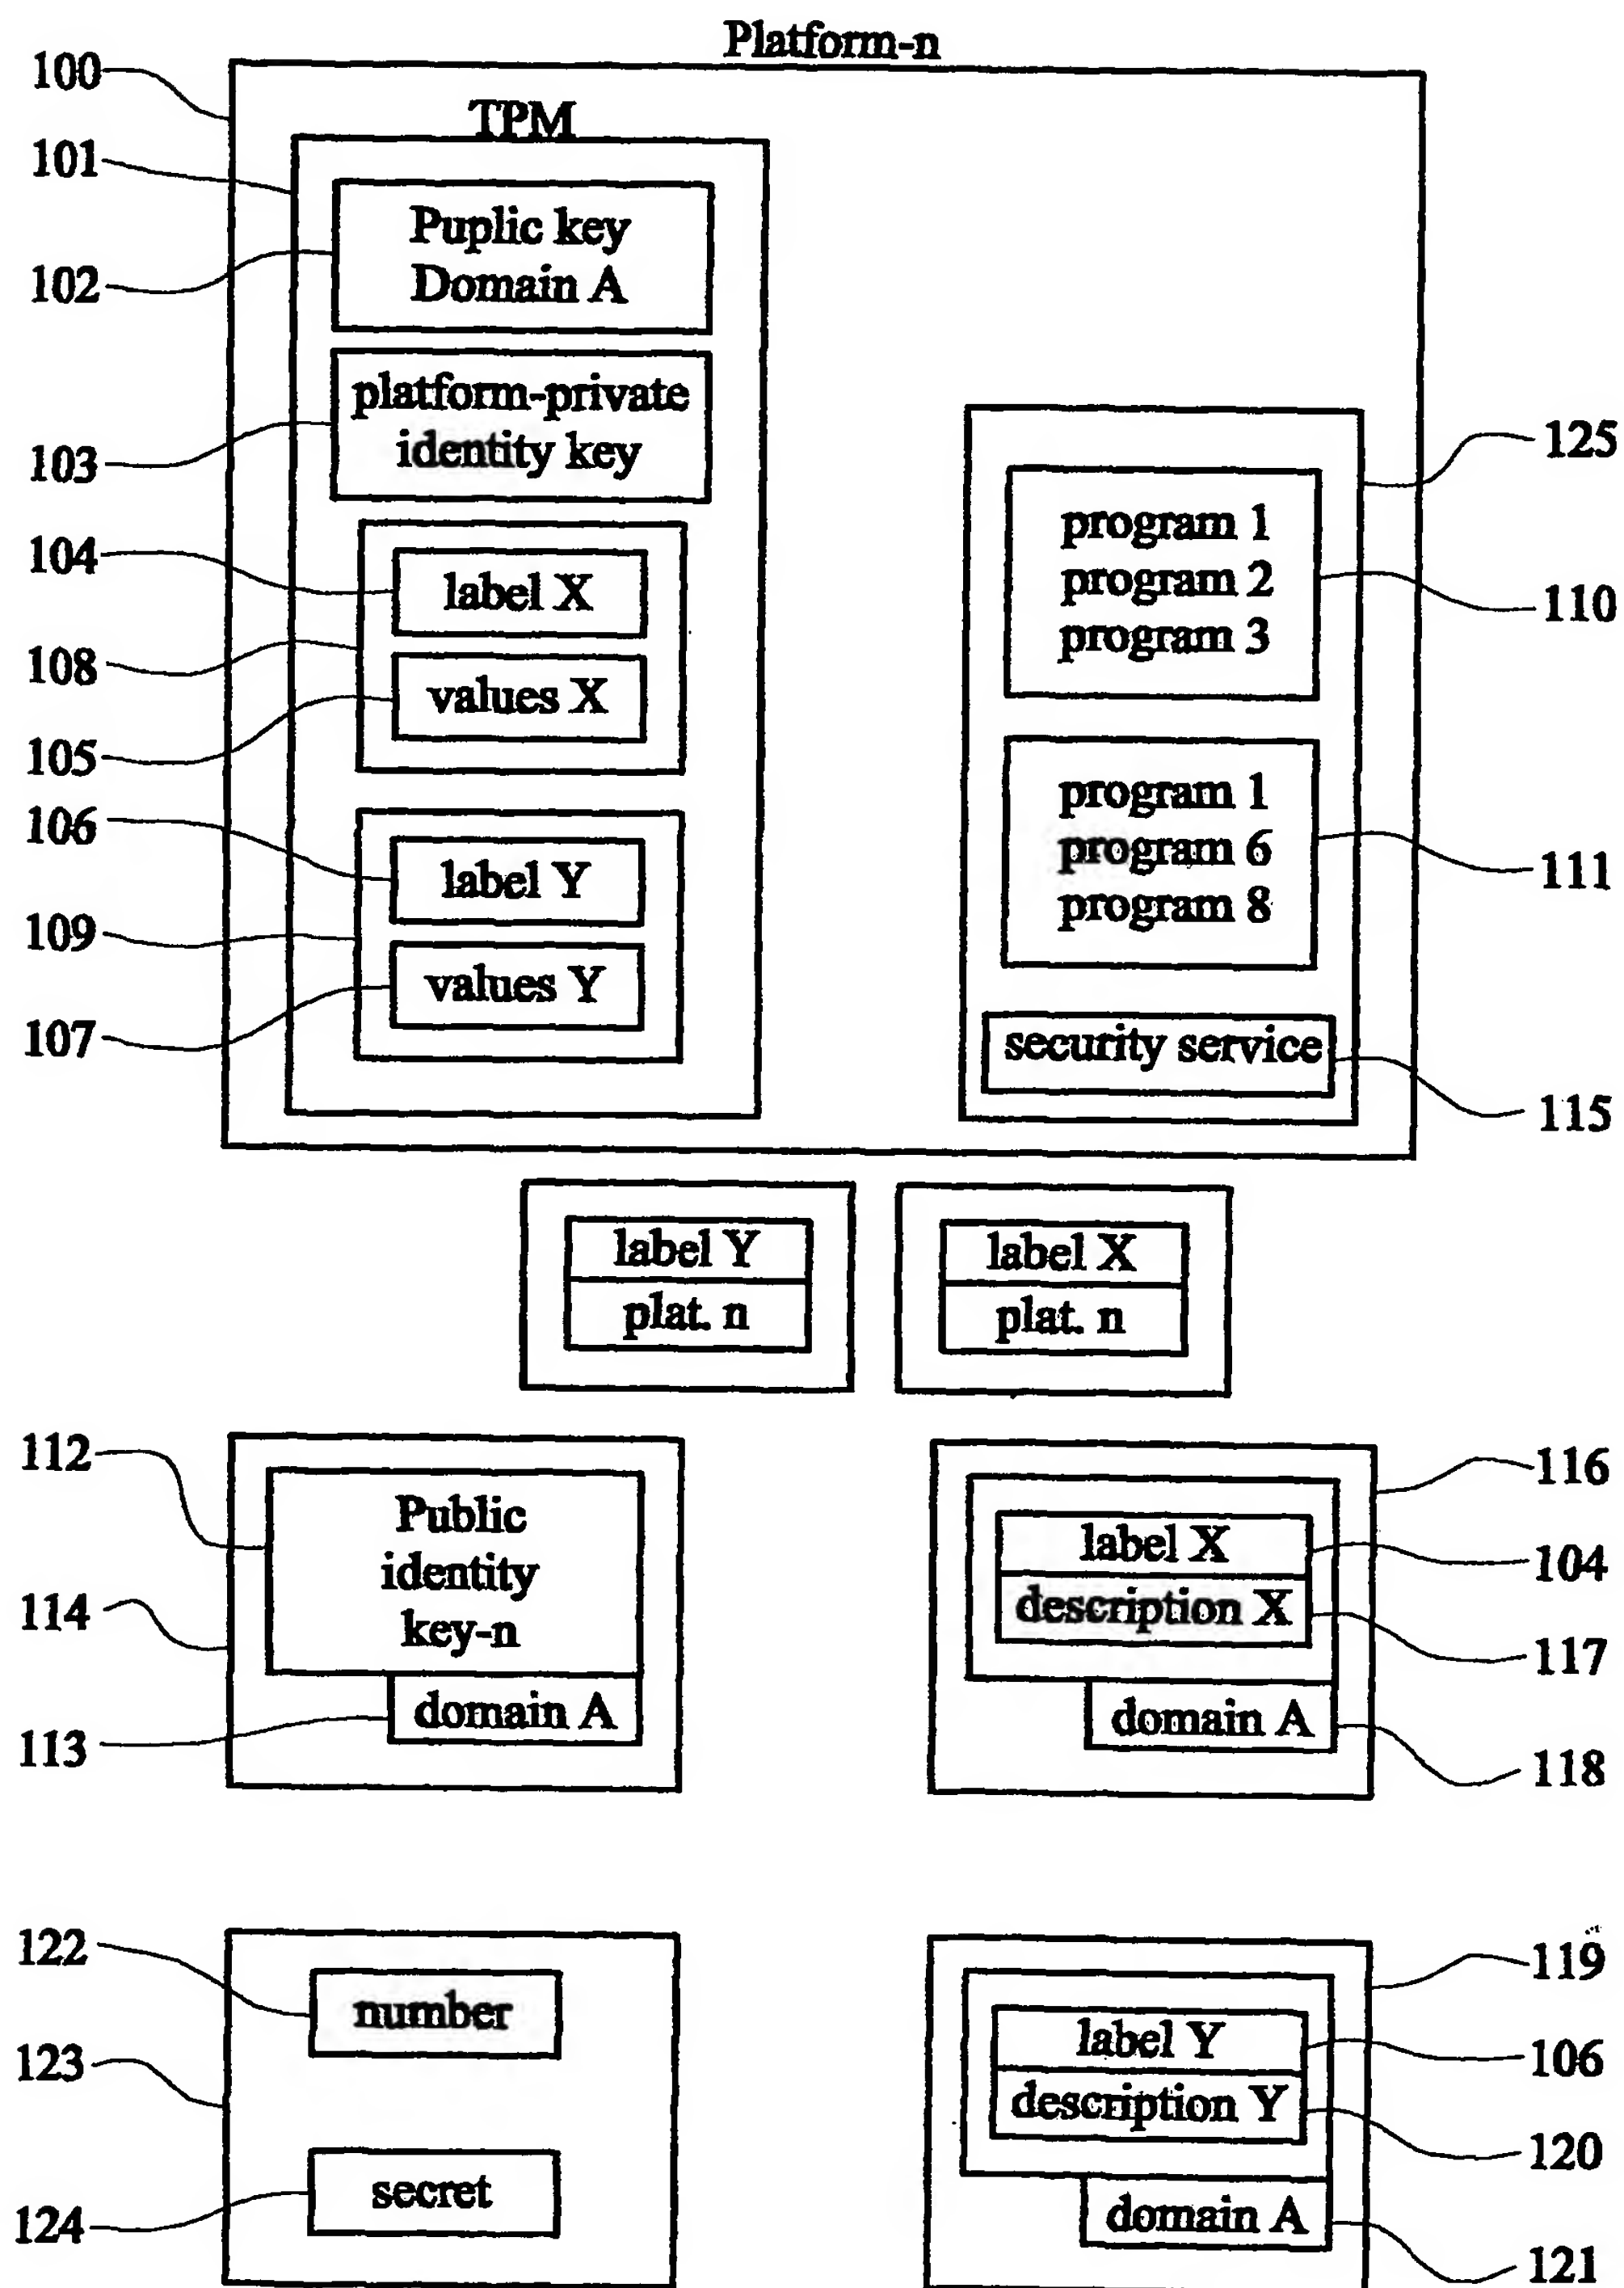 Platform-n
100
TPM
101
Puplic key
Domain A
102
platform-private
identity key
103
104
label X
108
values X
105
106
label Y
109
values Y
107
125
program 1
program 2
program 3
110
program 1
program 6
program 8
111
security service
115
label Y
plat. n
label X
plat. n
112
Public
identity
key-n
114
domain A
113
116
label X
104
description X
117
domain A
118
122
number
123
secret
124
119
label Y
106
description Y
120
domain A
121